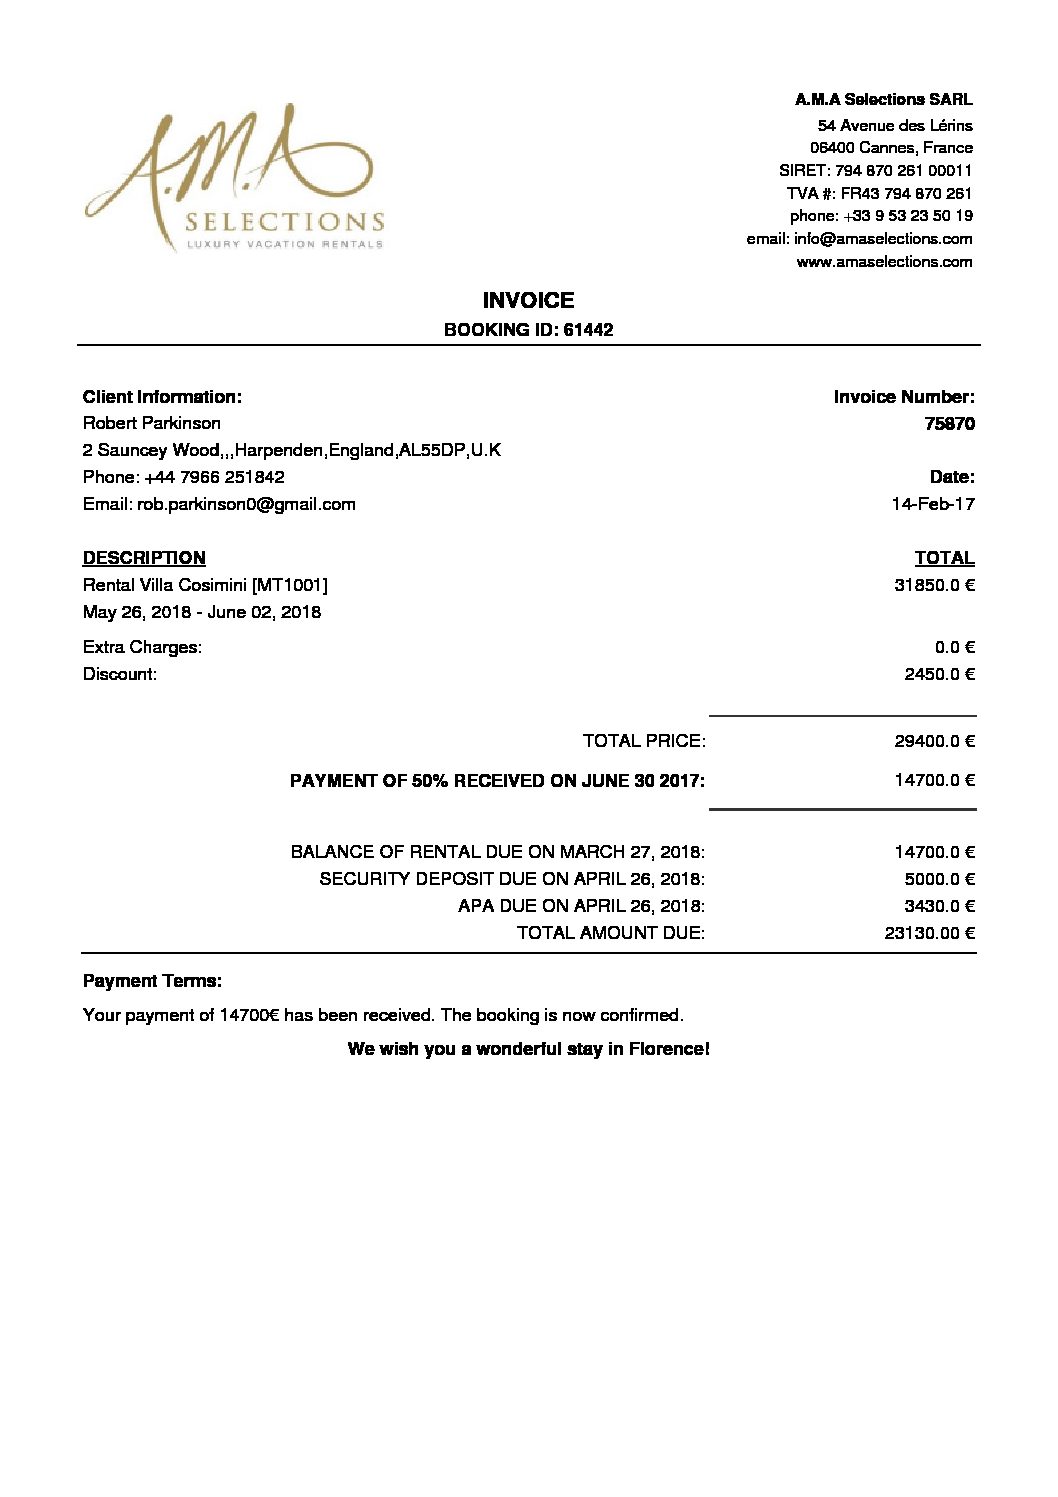 A.M.A
SELECTIONS
LUXURY VACATION RENTALS
A.M.A Selections SARL
54 Avenue des Lérins
06400 Cannes, France
SIRET: 794 870 261 00011
TVA #: FR43 794 870 261
phone: +33 9 53 23 50 19
email: info@amaselections.com
www.amaselections.com
INVOICE
BOOKING ID: 61442
Client Information: Invoice Number:
Robert Parkinson 75870
2 Sauncey Wood,,,Harpenden,England,AL55DP,U.K
Phone: +44 7966 251842 Date:
Email: rob.parkinson0@gmail.com 14-Feb-17
DESCRIPTION TOTAL
Rental Villa Cosimini [MT1001] 31850.0 €
May 26, 2018 - June 02, 2018
Extra Charges: 0.0 €
Discount: 2450.0 €
TOTAL PRICE: 29400.0 €
PAYMENT OF 50% RECEIVED ON JUNE 30 2017: 14700.0 €
BALANCE OF RENTAL DUE ON MARCH 27, 2018: 14700.0 €
SECURITY DEPOSIT DUE ON APRIL 26, 2018: 5000.0 €
APA DUE ON APRIL 26, 2018: 3430.0 €
TOTAL AMOUNT DUE: 23130.00 €
Payment Terms:
Your payment of 14700€ has been received. The booking is now confirmed.
We wish you a wonderful stay in Florence!